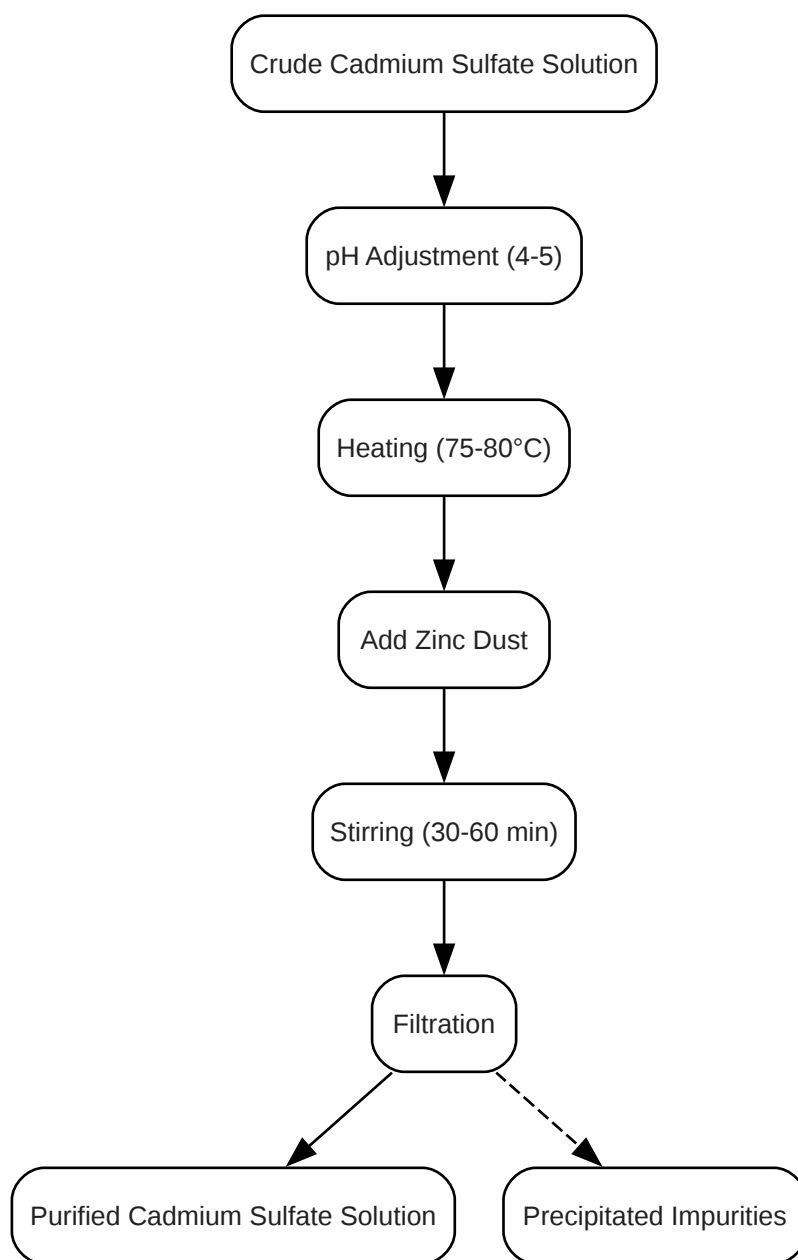 Crude Cadmium Sulfate Solution
pH Adjustment (4-5)
Heating (75-80°C)
Add Zinc Dust
Stirring (30-60 min)
Filtration
Purified Cadmium Sulfate Solution
Precipitated Impurities